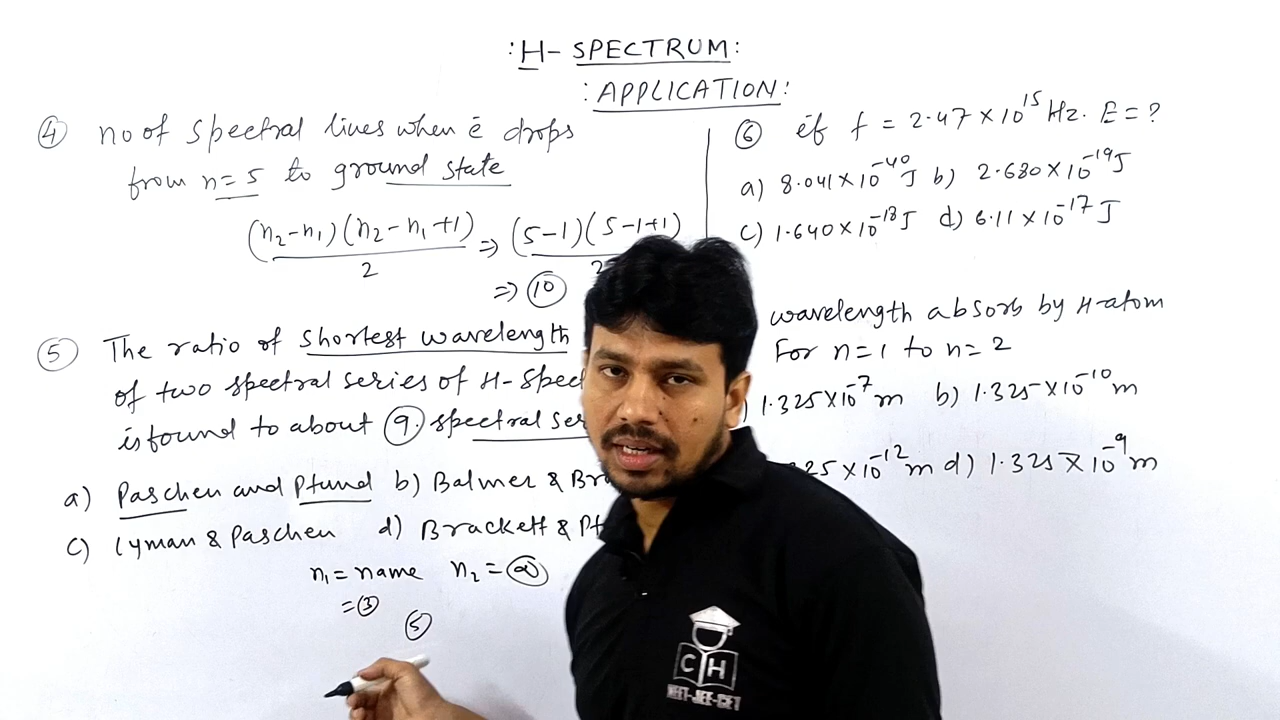 :H- SPECTRUM:
:APPLICATION:
④ no of spectral lines when ē drops
from n=5 to ground state
(n₂-n₁)(n₂-n₁+1)/2 => (5-1)(5-1+1)/2
=> ⑩
⑤ The ratio of shortest wavelength
of two spectral series of H-Spec
is found to about ⑨. spectral ser
a) Paschen and Pfund b) Balmer & Br
c) Lyman & Paschen d) Brackett & Pf
n₁ = name n₂ = ∞
= ③
⑤
⑥ if f = 2.47 × 10¹⁵ Hz. E = ?
a) 8.041 × 10⁻⁴⁰ J b) 2.680 × 10⁻¹⁹ J
c) 1.640 × 10⁻¹⁸ J d) 6.11 × 10⁻¹⁷ J
wavelength absorb by H-atom
For n=1 to n=2
) 1.325 × 10⁻⁷ m b) 1.325 × 10⁻¹⁰ m
325 × 10⁻¹² m d) 1.325 × 10⁻⁹ m
CH
NEET-JEE-CET